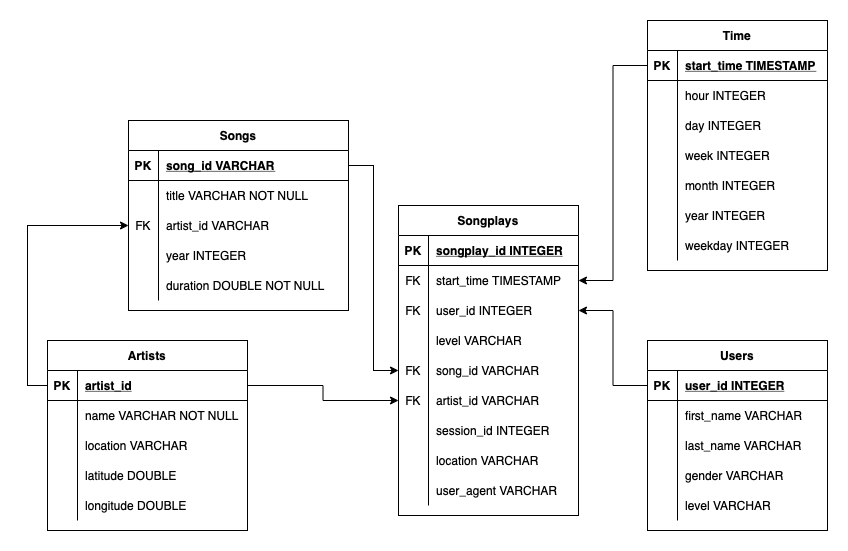 Time
PK start_time TIMESTAMP
hour INTEGER
day INTEGER
week INTEGER
month INTEGER
year INTEGER
weekday INTEGER
Songs
PK song_id VARCHAR
title VARCHAR NOT NULL
FK artist_id VARCHAR
year INTEGER
duration DOUBLE NOT NULL
Songplays
PK songplay_id INTEGER
FK start_time TIMESTAMP
FK user_id INTEGER
level VARCHAR
FK song_id VARCHAR
FK artist_id VARCHAR
session_id INTEGER
location VARCHAR
user_agent VARCHAR
Artists
PK artist_id
name VARCHAR NOT NULL
location VARCHAR
latitude DOUBLE
longitude DOUBLE
Users
PK user_id INTEGER
first_name VARCHAR
last_name VARCHAR
gender VARCHAR
level VARCHAR